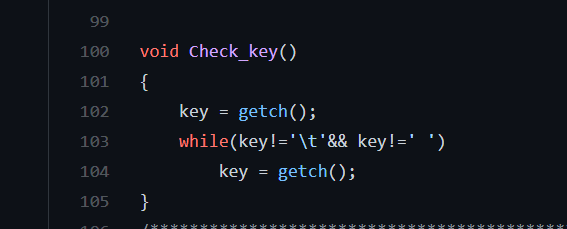 99
100 void Check_key()
101 {
102 key = getch();
103 while(key!='\t'&& key!=' ')
104 key = getch();
105 }